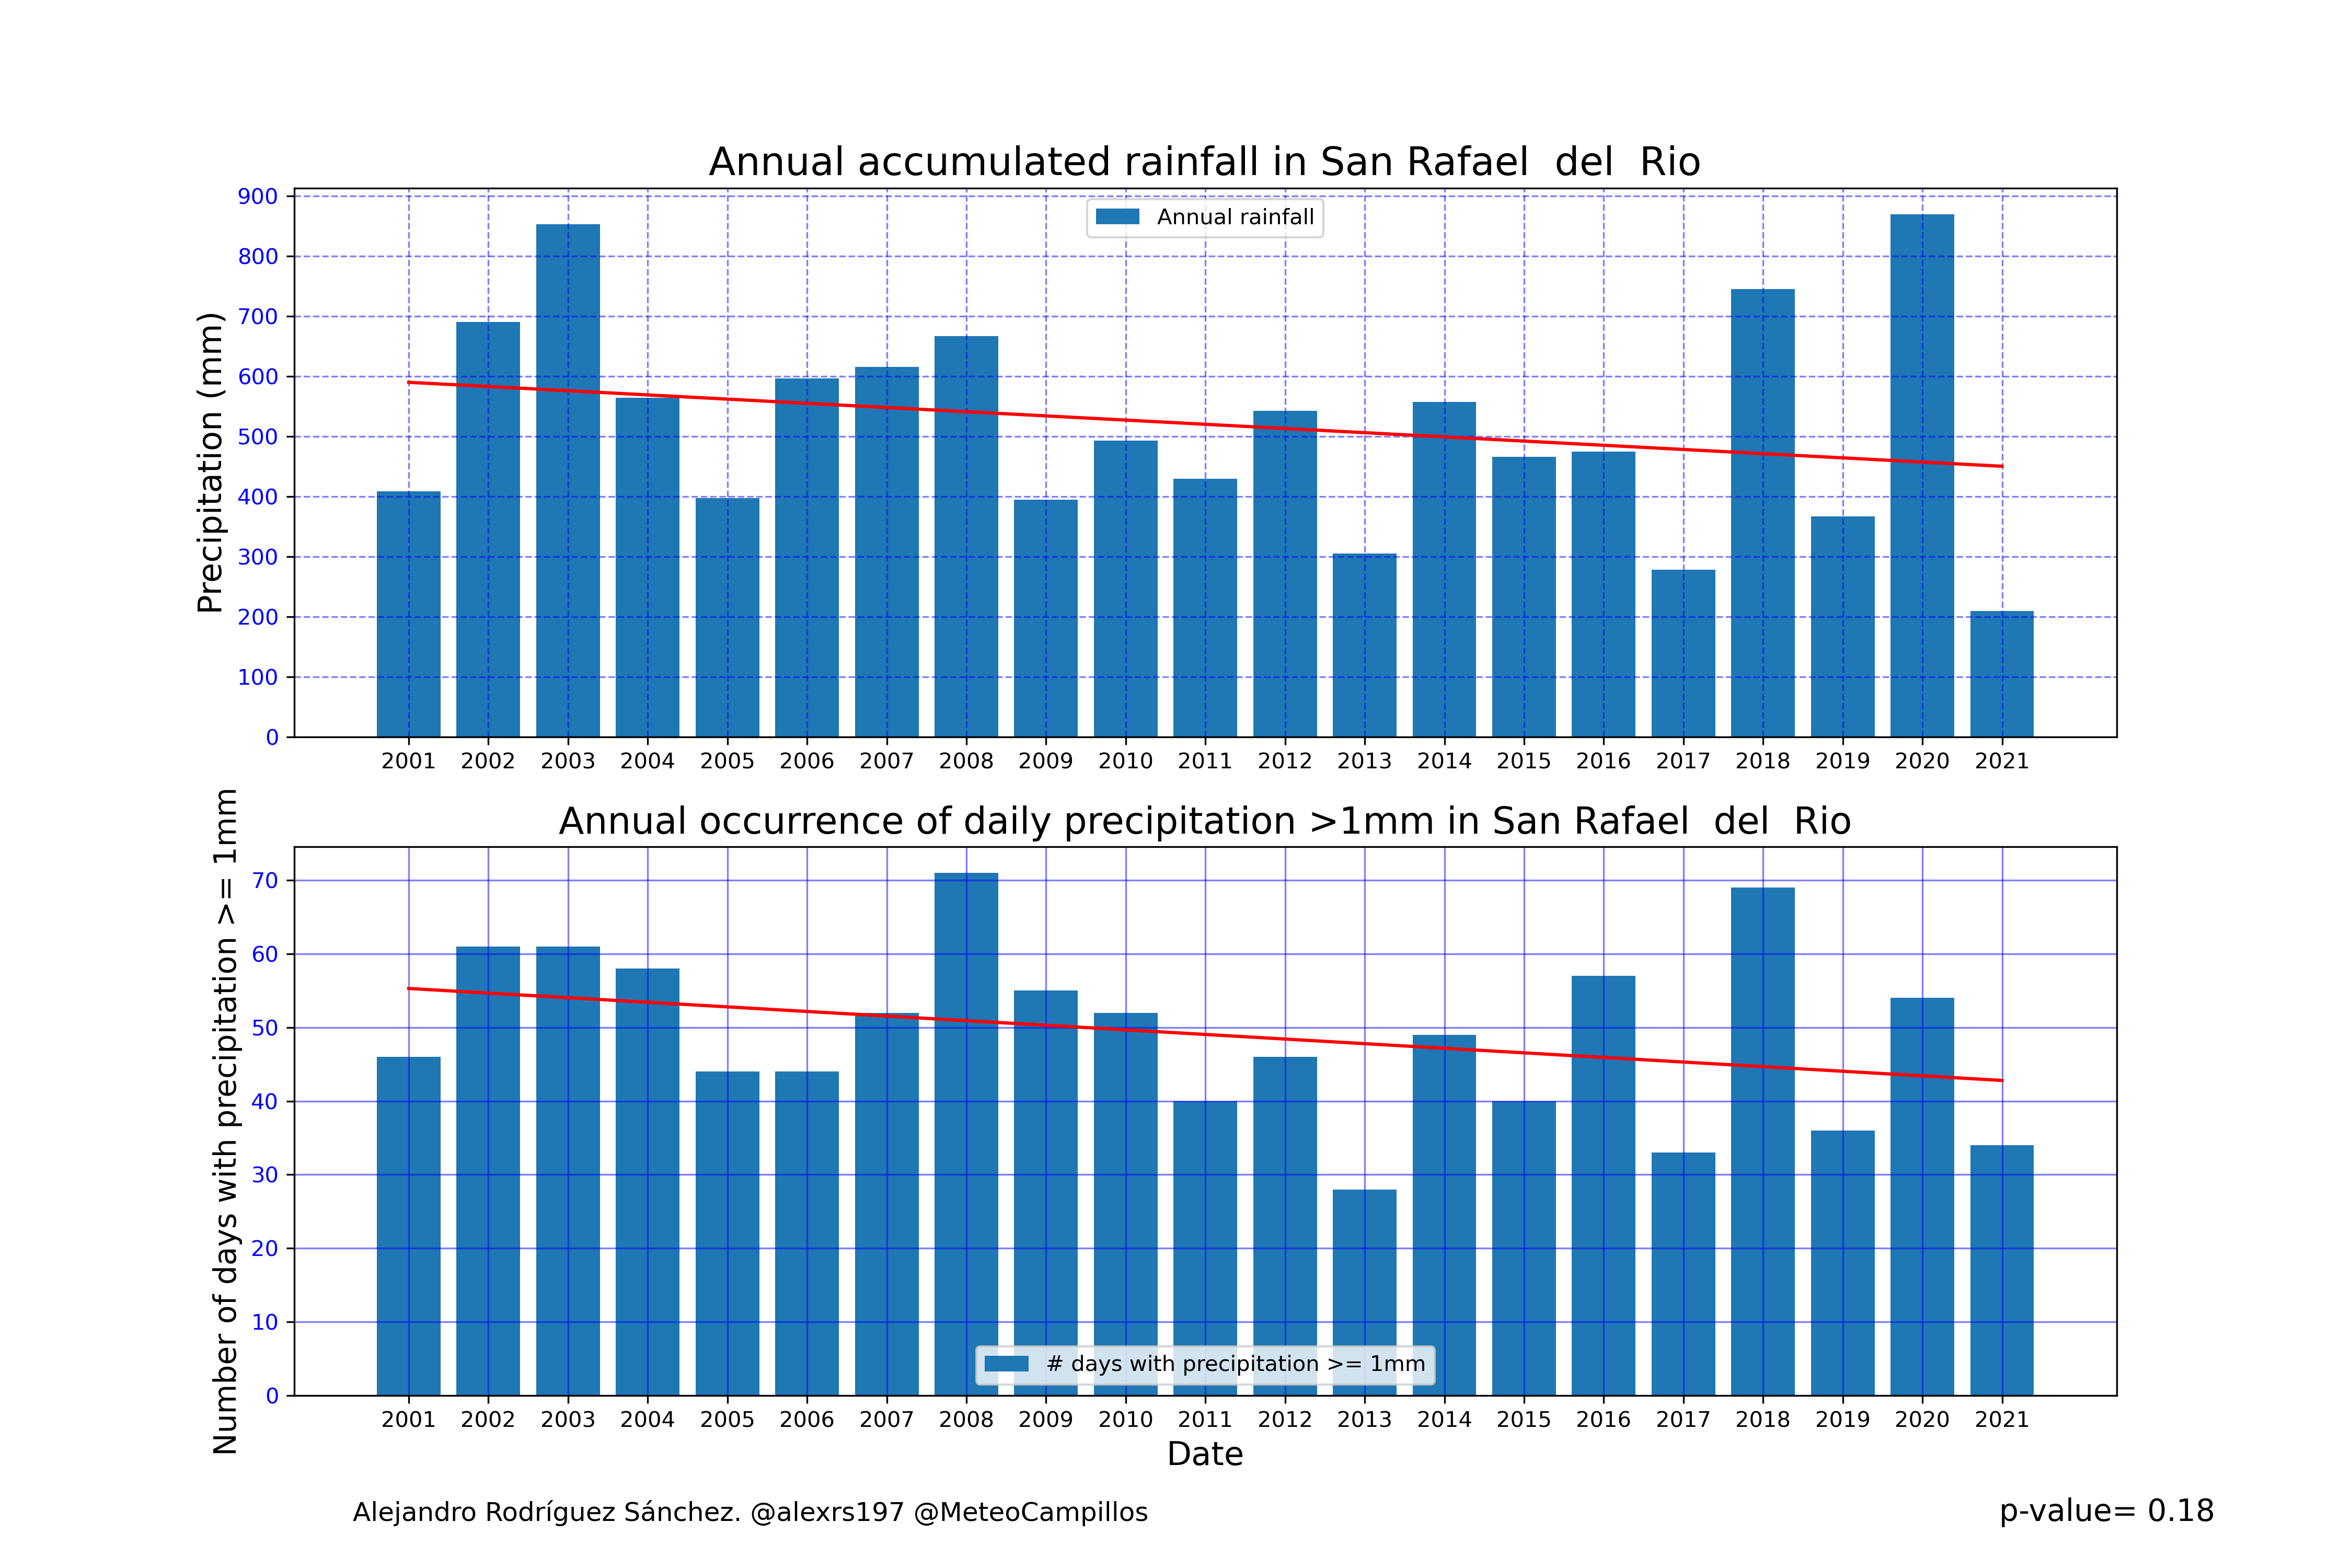 Annual accumulated rainfall in San Rafael  del  Rio
Precipitation (mm)
900
800
700
600
500
400
300
200
100
0
Annual rainfall
2001 2002 2003 2004 2005 2006 2007 2008 2009 2010 2011 2012 2013 2014 2015 2016 2017 2018 2019 2020 2021
Annual occurrence of daily precipitation >1mm in San Rafael  del  Rio
Number of days with precipitation >= 1mm
70
60
50
40
30
20
10
0
# days with precipitation >= 1mm
2001 2002 2003 2004 2005 2006 2007 2008 2009 2010 2011 2012 2013 2014 2015 2016 2017 2018 2019 2020 2021
Date
Alejandro Rodríguez Sánchez. @alexrs197 @MeteoCampillos
p-value= 0.18